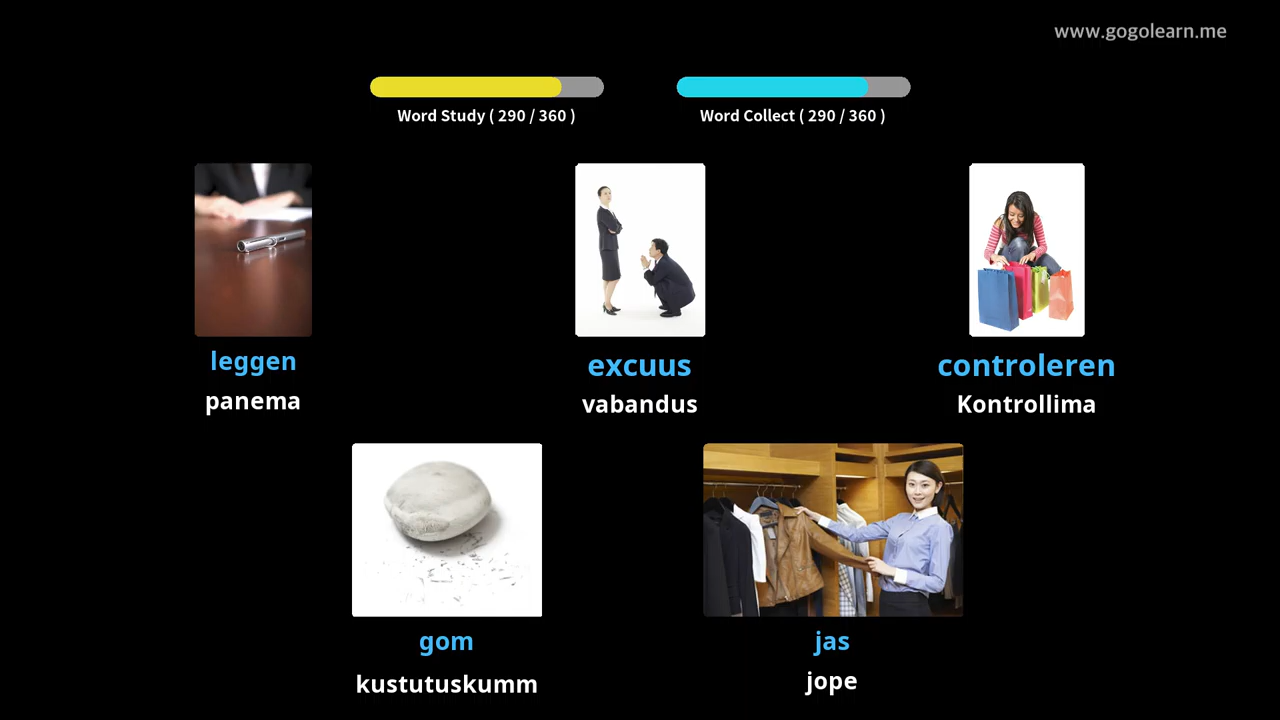 www.gogolearn.me
Word Study ( 290 / 360 )
Word Collect ( 290 / 360 )
leggen
panema
excuus
vabandus
controleren
Kontrollima
gom
kustutuskumm
jas
jope